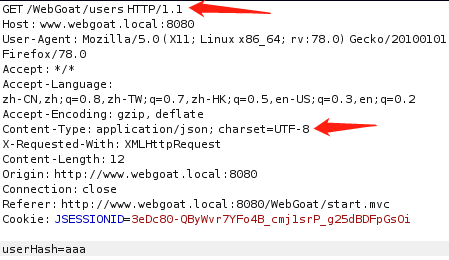 GET /WebGoat/users HTTP/1.1
Host: www.webgoat.local:8080
User-Agent: Mozilla/5.0 (X11; Linux x86_64; rv:78.0) Gecko/20100101
Firefox/78.0
Accept: */*
Accept-Language:
zh-CN,zh;q=0.8,zh-TW;q=0.7,zh-HK;q=0.5,en-US;q=0.3,en;q=0.2
Accept-Encoding: gzip, deflate
Content-Type: application/json; charset=UTF-8
X-Requested-With: XMLHttpRequest
Content-Length: 12
Origin: http://www.webgoat.local:8080
Connection: close
Referer: http://www.webgoat.local:8080/WebGoat/start.mvc
Cookie: JSESSIONID=3eDc80-QByWvr7YFo4B_cmj1srP_g25dBDFpGsOi
userHash=aaa